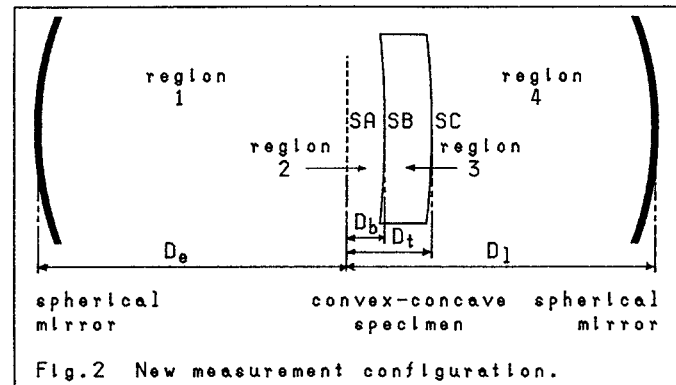 region
1
region
4
SA SB SC
region
2
region
3
Db
Dt
De
Dl
spherical
mirror
convex-concave
specimen
spherical
mirror
Fig.2 New measurement configuration.